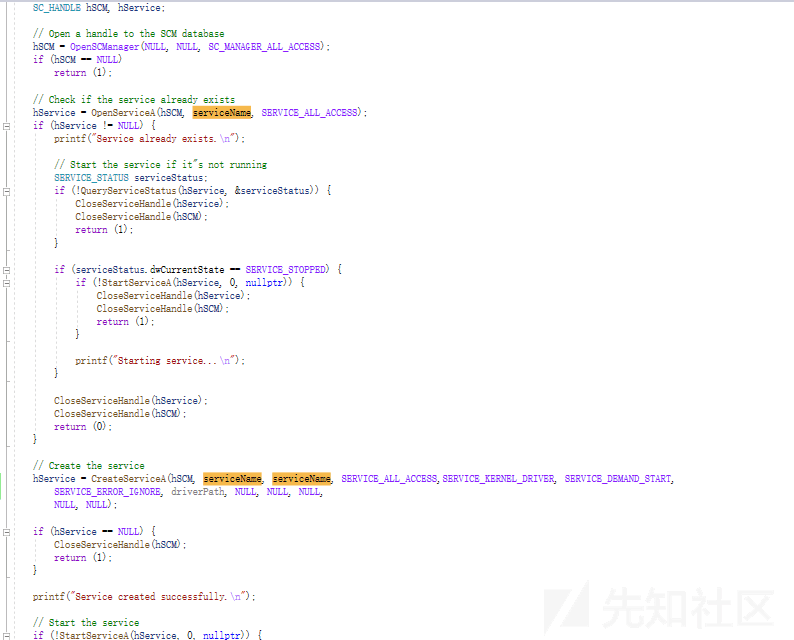 SC_HANDLE hSCM, hService;
// Open a handle to the SCM database
hSCM = OpenSCManager(NULL, NULL, SC_MANAGER_ALL_ACCESS);
if (hSCM == NULL)
return (1);
// Check if the service already exists
hService = OpenServiceA(hSCM, serviceName, SERVICE_ALL_ACCESS);
if (hService != NULL) {
printf("Service already exists.\n");
// Start the service if it"s not running
SERVICE_STATUS serviceStatus;
if (!QueryServiceStatus(hService, &serviceStatus)) {
CloseServiceHandle(hService);
CloseServiceHandle(hSCM);
return (1);
}
if (serviceStatus.dwCurrentState == SERVICE_STOPPED) {
if (!StartServiceA(hService, 0, nullptr)) {
CloseServiceHandle(hService);
CloseServiceHandle(hSCM);
return (1);
}
printf("Starting service...\n");
}
CloseServiceHandle(hService);
CloseServiceHandle(hSCM);
return (0);
}
// Create the service
hService = CreateServiceA(hSCM, serviceName, serviceName, SERVICE_ALL_ACCESS,SERVICE_KERNEL_DRIVER, SERVICE_DEMAND_START,
SERVICE_ERROR_IGNORE, driverPath, NULL, NULL, NULL,
NULL, NULL);
if (hService == NULL) {
CloseServiceHandle(hSCM);
return (1);
}
printf("Service created successfully.\n");
// Start the service
if (!StartServiceA(hService, 0, nullptr)) {
先知社区